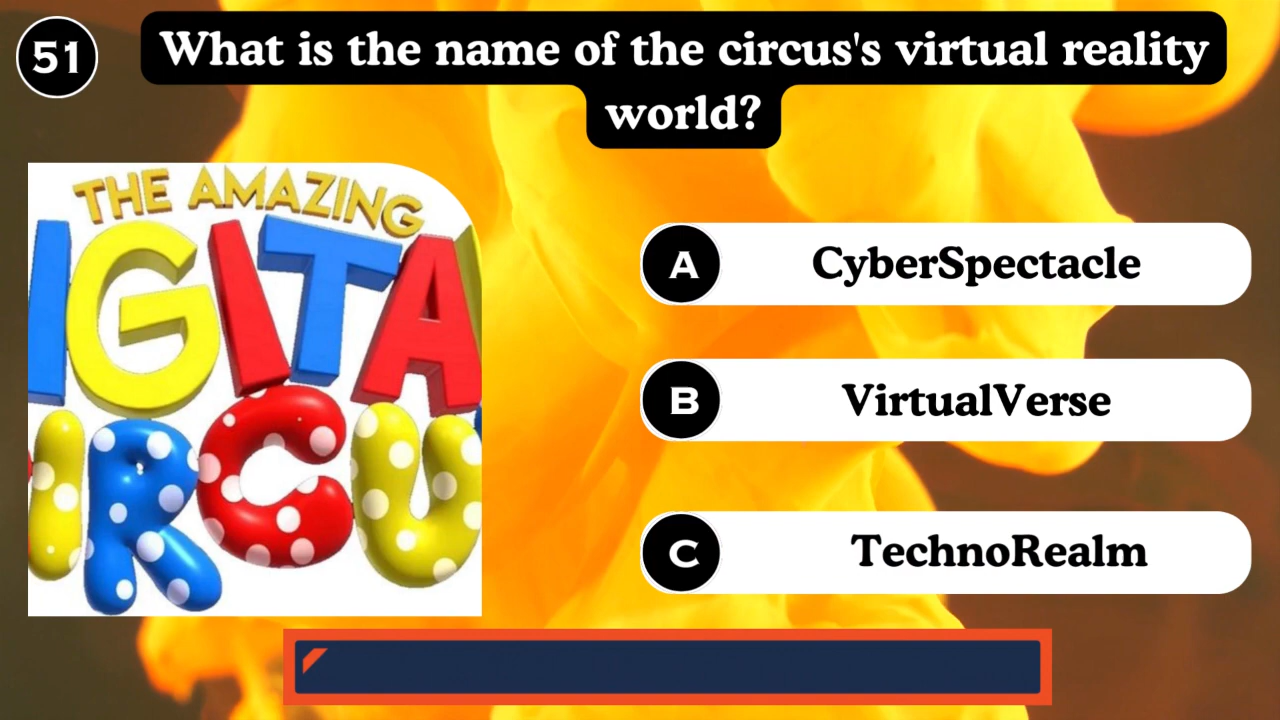 51
What is the name of the circus's virtual reality
world?
THE AMAZING
IGITA
IRCU
A
CyberSpectacle
B
VirtualVerse
C
TechnoRealm